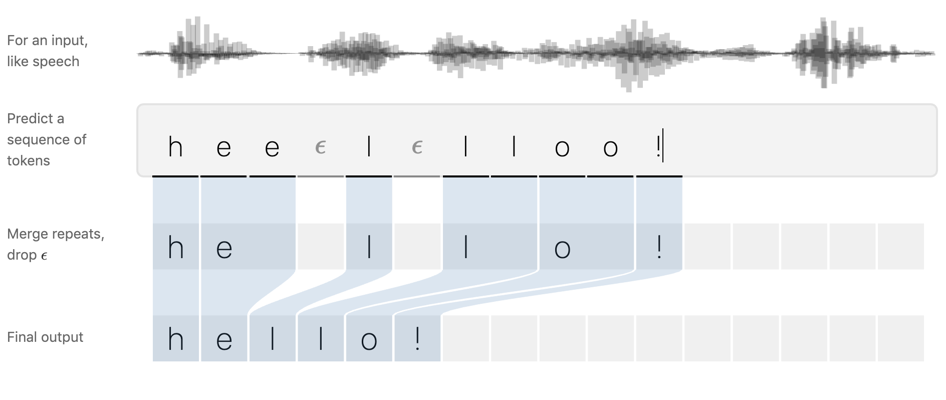 For an input,
like speech
Predict a
sequence of
tokens
h e e ϵ l ϵ l l o o !
Merge repeats,
drop ϵ
h e l l o !
Final output
h e l l o !